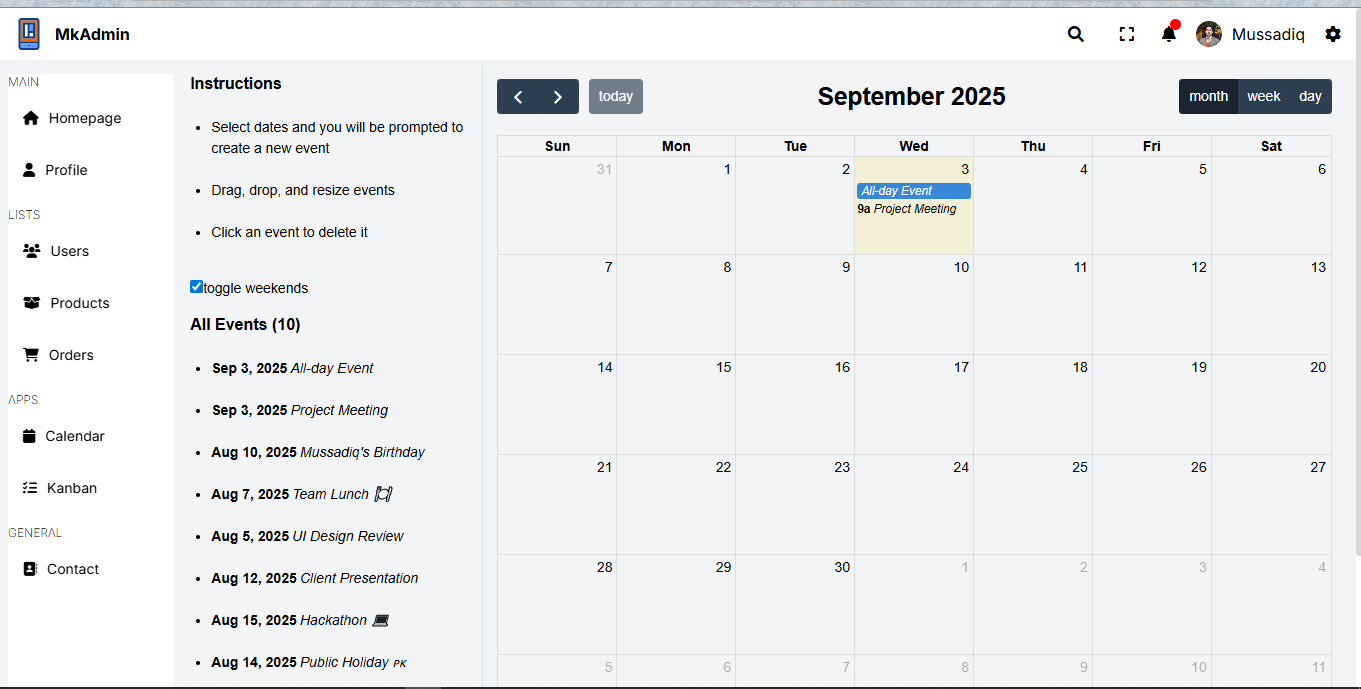 MkAdmin
Mussadiq
MAIN
Homepage
Profile
LISTS
Users
Products
Orders
APPS
Calendar
Kanban
GENERAL
Contact
Instructions
Select dates and you will be prompted to
create a new event
Drag, drop, and resize events
Click an event to delete it
toggle weekends
All Events (10)
Sep 3, 2025 All-day Event
Sep 3, 2025 Project Meeting
Aug 10, 2025 Mussadiq's Birthday
Aug 7, 2025 Team Lunch 🍽
Aug 5, 2025 UI Design Review
Aug 12, 2025 Client Presentation
Aug 15, 2025 Hackathon 💻
Aug 14, 2025 Public Holiday PK
today
September 2025
month week day
Sun Mon Tue Wed Thu Fri Sat
31 1 2 3 4 5 6
All-day Event
9a Project Meeting
7 8 9 10 11 12 13
14 15 16 17 18 19 20
21 22 23 24 25 26 27
28 29 30 1 2 3 4
5 6 7 8 9 10 11